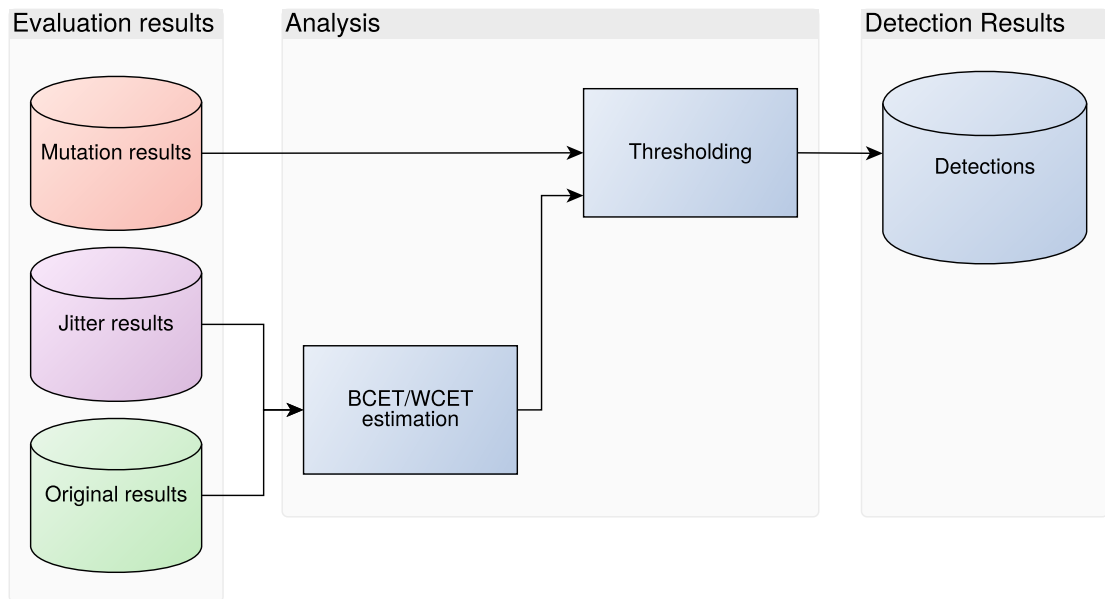 Evaluation results
Analysis
Detection Results
Mutation results
Thresholding
Detections
Jitter results
BCET/WCET
estimation
Original results